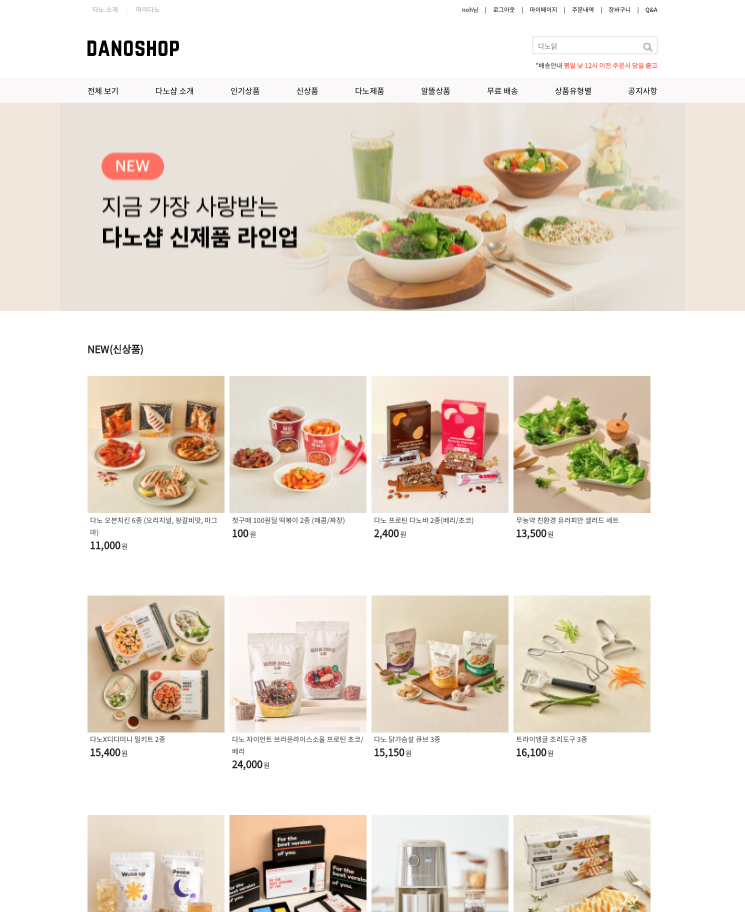 다노 소개 | 마이다노
noh님 | 로그아웃 | 마이페이지 | 주문내역 | 장바구니 | Q&A
DANOSHOP
다노닭
*배송안내 평일 낮 12시 이전 주문시 당일 출고
전체 보기 다노샵 소개 인기상품 신상품 다노제품 알뜰상품 무료 배송 상품유형별 공지사항
NEW
지금 가장 사랑받는
다노샵 신제품 라인업
NEW(신상품)
다노 오븐치킨 6종 (오리지널, 왕갈비맛, 마그
마)
11,000원
첫구매 100원딜 떡볶이 2종 (매콤/짜장)
100원
다노 프로틴 다노바 2종(베리/초코)
2,400원
무농약 친환경 유러피안 샐러드 세트
13,500원
다노X디디미니 밀키트 2종
15,400원
다노 자이언트 브라운라이스소울 프로틴 초코/
베리
24,000원
다노 닭가슴살 큐브 3종
15,150원
트라이앵글 조리도구 3종
16,100원
Wake up
Peace
For the
best version
of you.